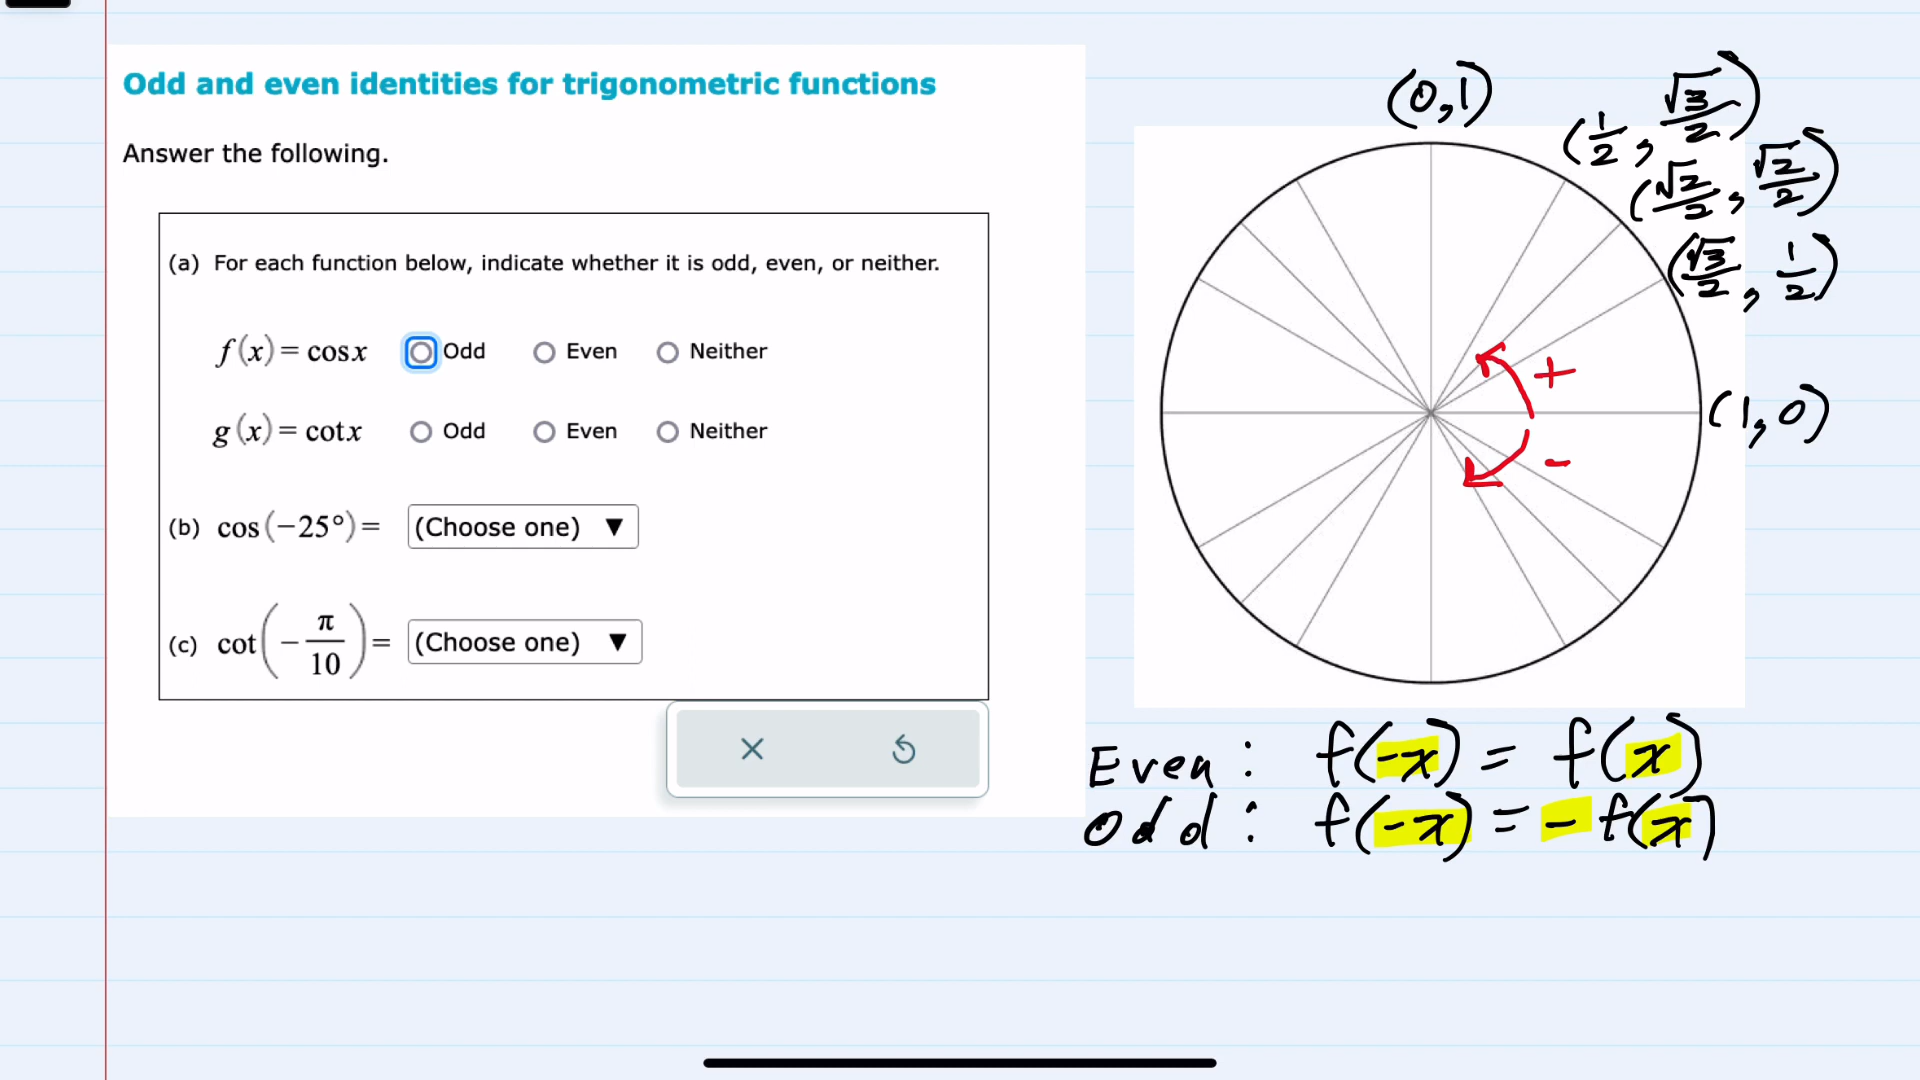 Odd and even identities for trigonometric functions
Answer the following.
(a) For each function below, indicate whether it is odd, even, or neither.
f(x) = cosx Odd Even Neither
g(x) = cotx Odd Even Neither
(b) cos(−25°) = (Choose one) ▼
(c) cot(−π/10) = (Choose one) ▼
(0,1)
(1/2, √3/2)
(√2/2, √2/2)
(√3/2, 1/2)
+
(1,0)
-
Even: f(-x) = f(x)
Odd: f(-x) = -f(x)